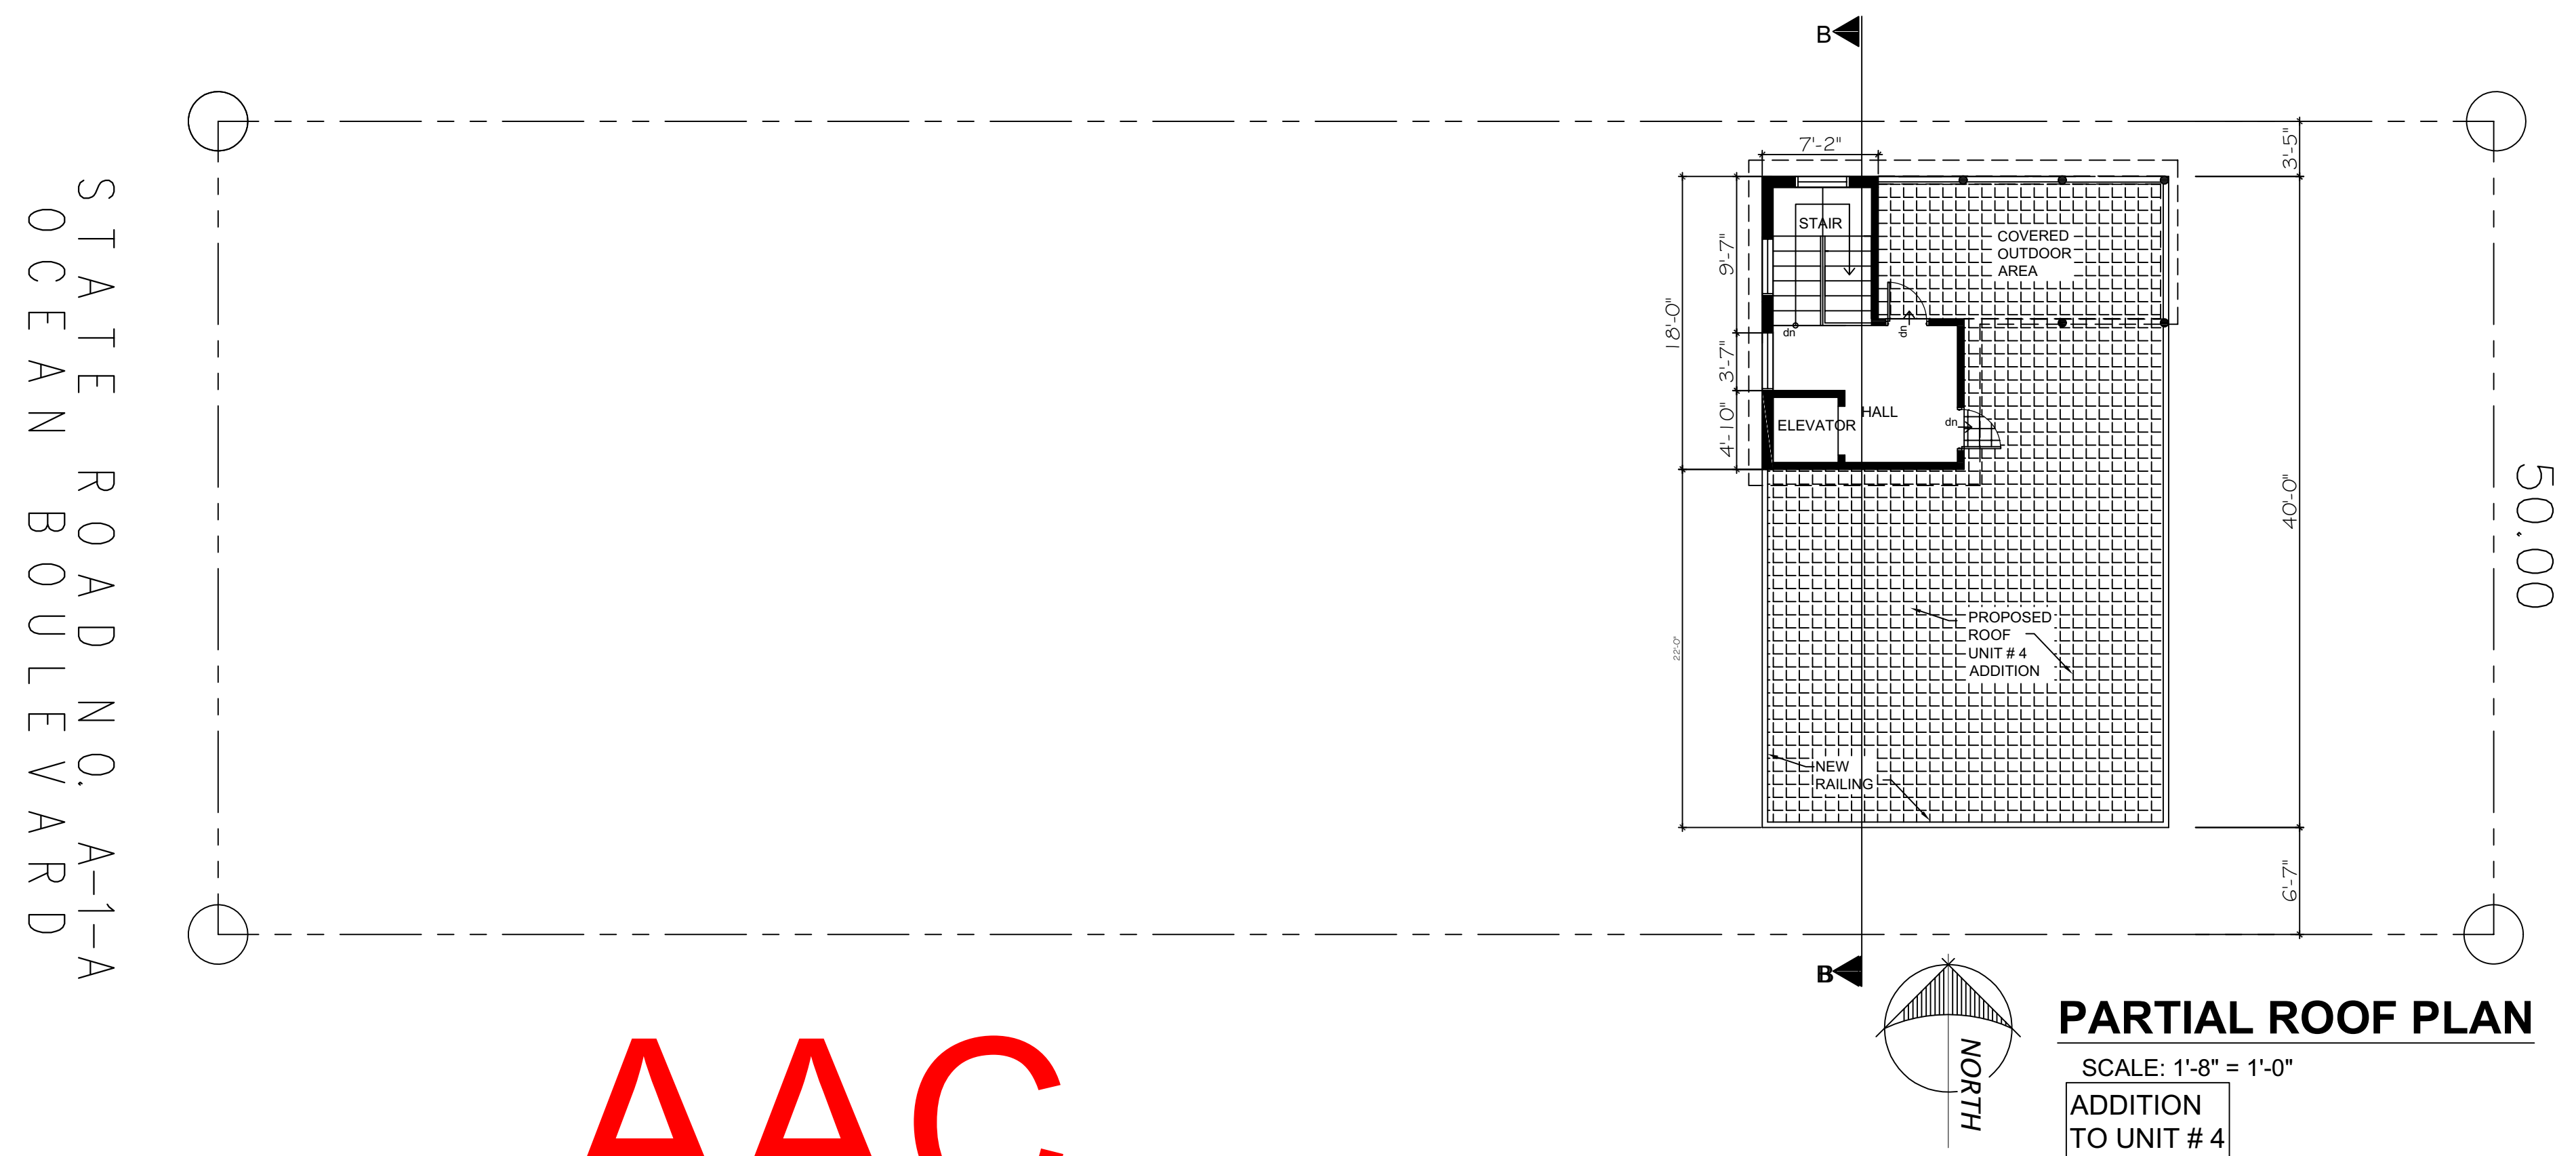 B
STATE ROAD NO. A-1-A
OCEAN BOULEVARD
7'-2"
3'-5"
STAIR
9'-7"
COVERED
OUTDOOR
AREA
18'-0"
dn
dn
3'-7"
HALL
ELEVATOR
dn
4'-10"
40'-0"
50.00
PROPOSED
ROOF
UNIT # 4
ADDITION
22'-0"
NEW
RAILING
6'-7"
B
NORTH
PARTIAL ROOF PLAN
SCALE: 1'-8" = 1'-0"
ADDITION
TO UNIT # 4
AAC